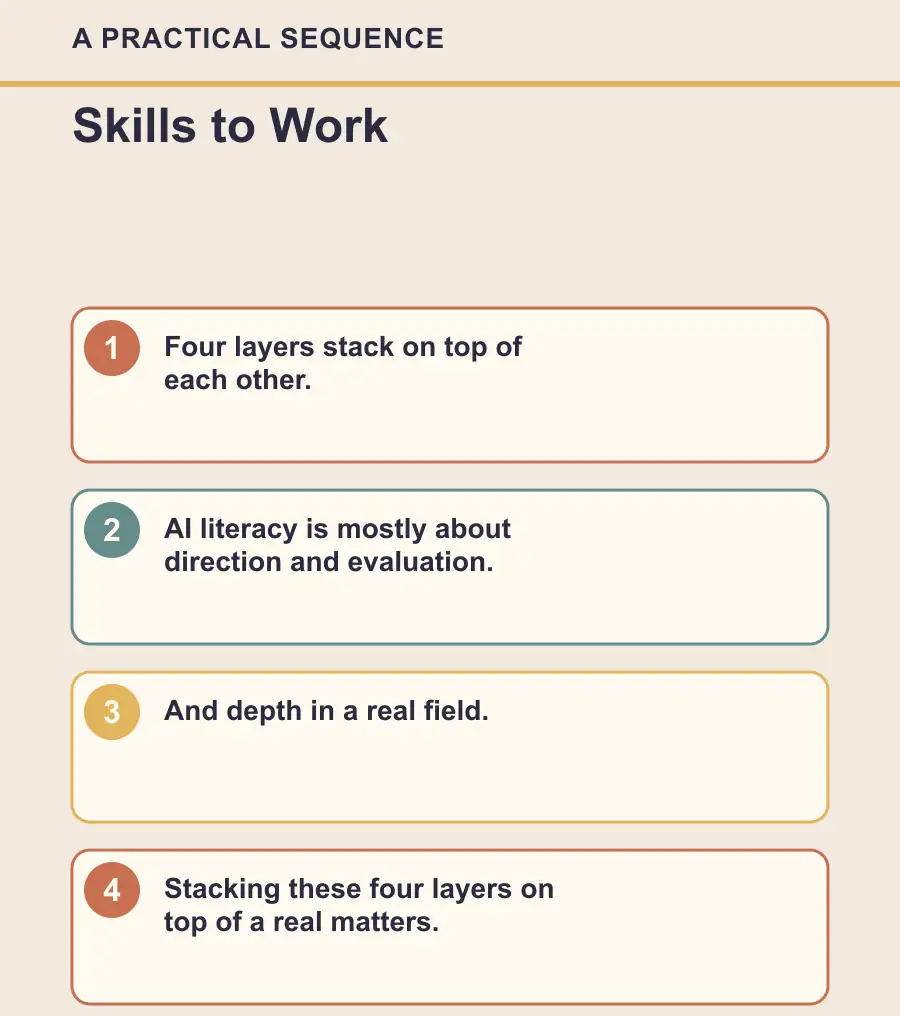 A PRACTICAL SEQUENCE
Skills to Work
1
Four layers stack on top of
each other.
2
AI literacy is mostly about
direction and evaluation.
3
And depth in a real field.
4
Stacking these four layers on
top of a real matters.